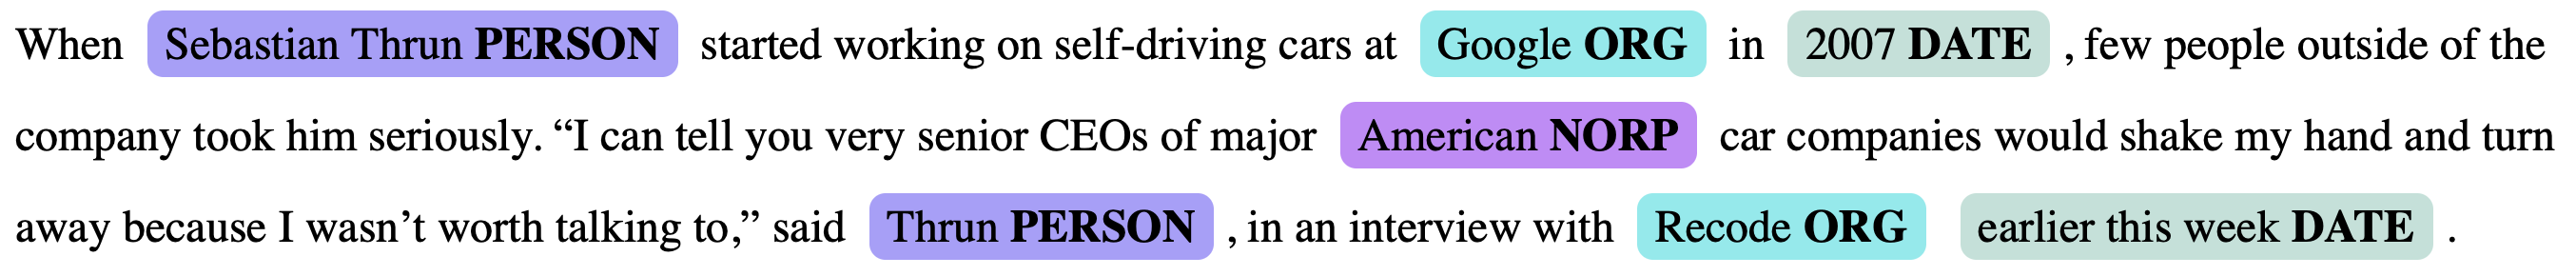 When Sebastian Thrun PERSON started working on self-driving cars at Google ORG in 2007 DATE , few people outside of the
company took him seriously. “I can tell you very senior CEOs of major American NORP car companies would shake my hand and turn
away because I wasn’t worth talking to,” said Thrun PERSON , in an interview with Recode ORG earlier this week DATE .